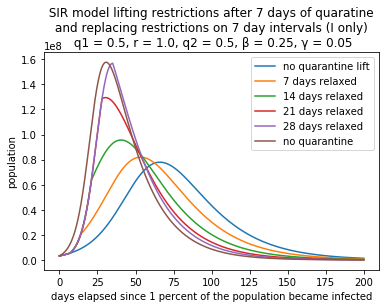 SIR model lifting restrictions after 7 days of quratine
and replacing restrictions on 7 day intervals (I only)
q1 = 0.5, r = 1.0, q2 = 0.5, β = 0.25, γ = 0.05
1e8
1.6
1.4
1.2
1.0
0.8
0.6
0.4
0.2
0.0
population
no quarantine lift
7 days relaxed
14 days relaxed
21 days relaxed
28 days relaxed
no quarantine
0 25 50 75 100 125 150 175 200
days elapsed since 1 percent of the population became infected